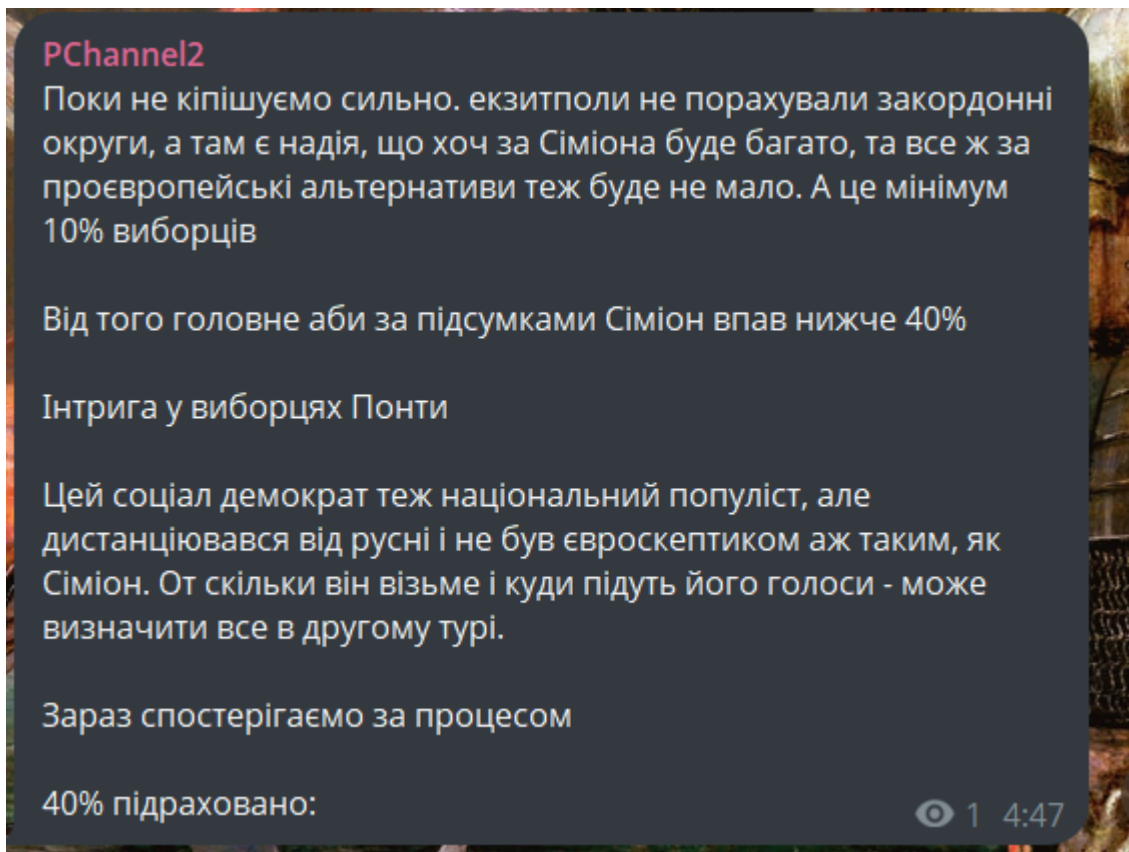 PChannel2
Поки не кіпішуємо сильно. екзитполи не порахували закордонні
округи, а там є надія, що хоч за Сіміона буде багато, та все ж за
проєвропейські альтернативи теж буде не мало. А це мінімум
10% виборців
Від того головне аби за підсумками Сіміон впав нижче 40%
Інтрига у виборцях Понти
Цей соціал демократ теж національний популіст, але
дистанціювався від русні і не був євроскептиком аж таким, як
Сіміон. От скільки він візьме і куди підуть його голоси - може
визначити все в другому турі.
Зараз спостерігаємо за процесом
40% підраховано:
1 4:47